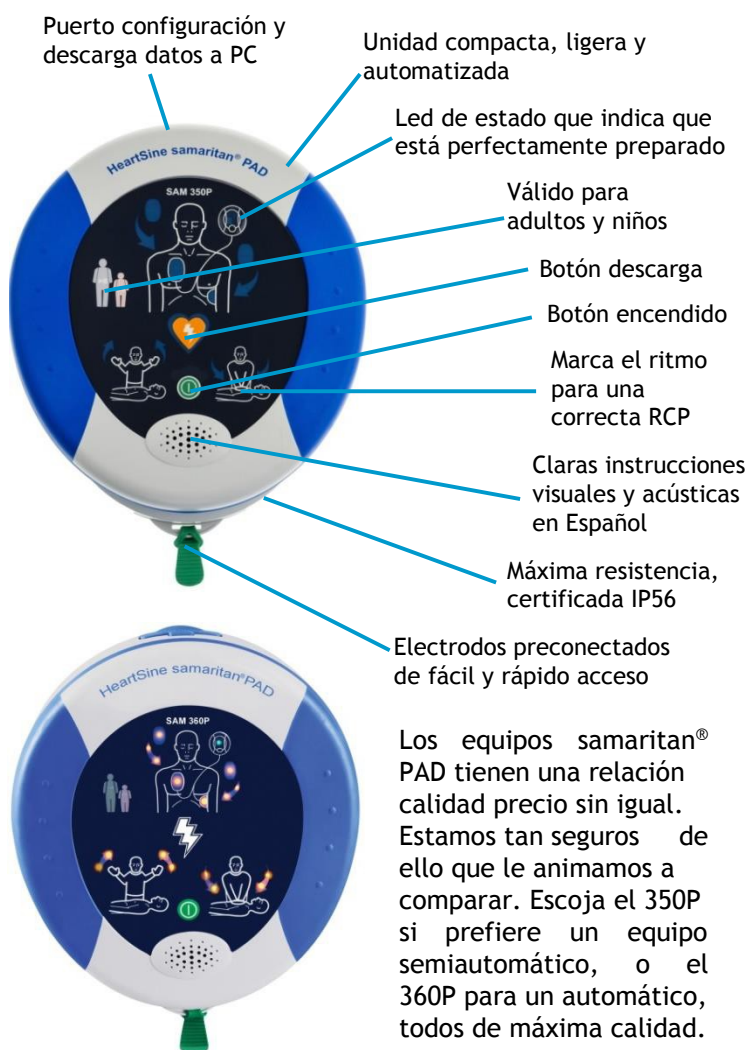 Puerto configuración y
descarga datos a PC
Unidad compacta, ligera y
automatizada
Led de estado que indica que
está perfectamente preparado
Válido para
adultos y niños
Botón descarga
Botón encendido
Marca el ritmo
para una
correcta RCP
Claras instrucciones
visuales y acústicas
en Español
Máxima resistencia,
certificada IP56
Electrodos preconectados
de fácil y rápido acceso
HeartSine samaritan® PAD
SAM 350P
HeartSine samaritan® PAD
SAM 360P
Los equipos samaritan®
PAD tienen una relación
calidad precio sin igual.
Estamos tan seguros de
ello que le animamos a
comparar. Escoja el 350P
si prefiere un equipo
semiautomático, o el
360P para un automático,
todos de máxima calidad.